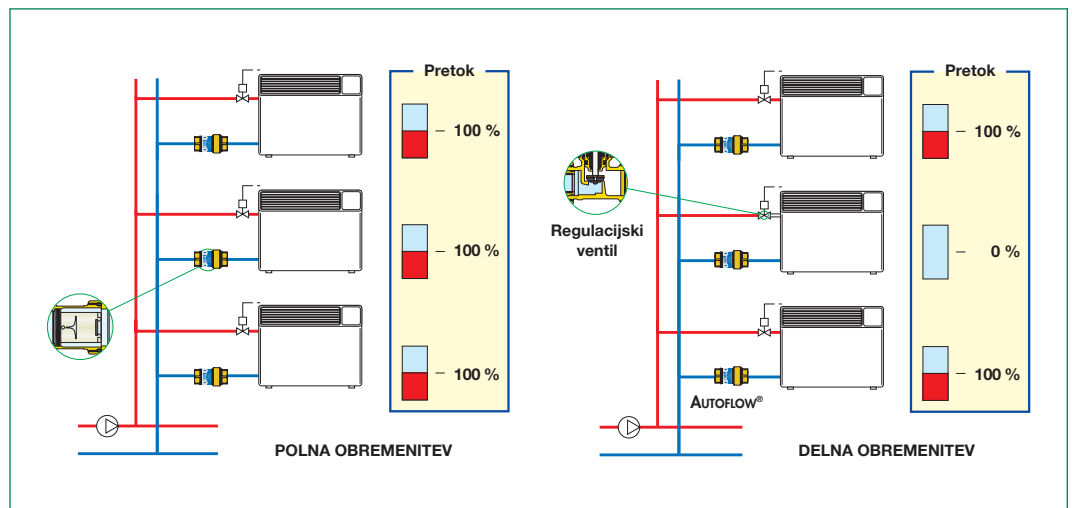 Pretok
100 %
100 %
100 %
POLNA OBREMENITEV
Pretok
100 %
Regulacijski
ventil
0 %
100 %
AUTOFLOW®
DELNA OBREMENITEV